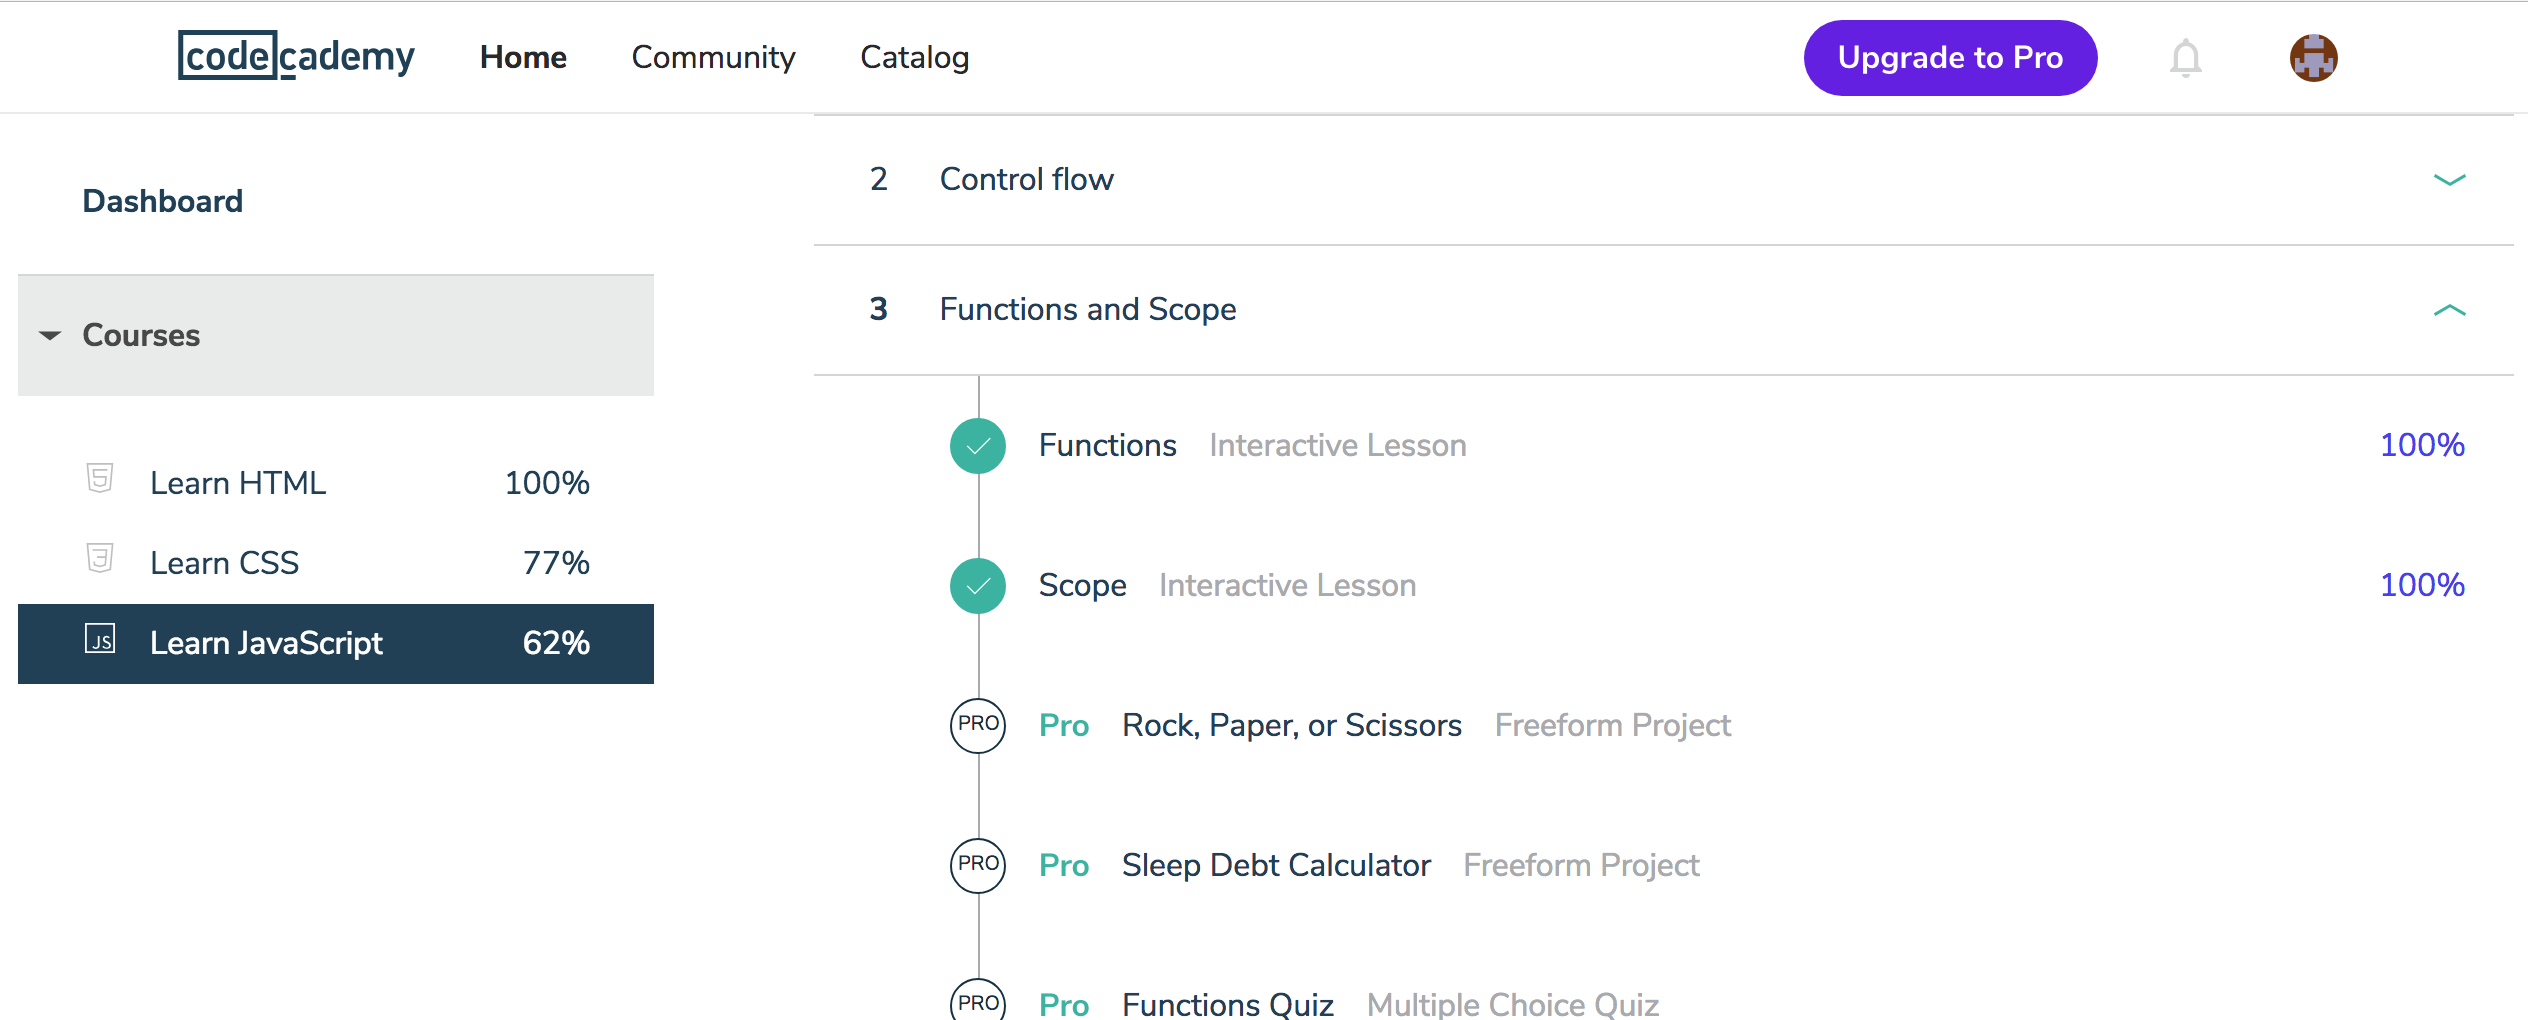 codecademy Home Community Catalog Upgrade to Pro
Dashboard
Courses
Learn HTML 100%
Learn CSS 77%
JS Learn JavaScript 62%
2 Control flow
3 Functions and Scope
Functions Interactive Lesson 100%
Scope Interactive Lesson 100%
PRO Pro Rock, Paper, or Scissors Freeform Project
PRO Pro Sleep Debt Calculator Freeform Project
PRO Pro Functions Quiz Multiple Choice Quiz